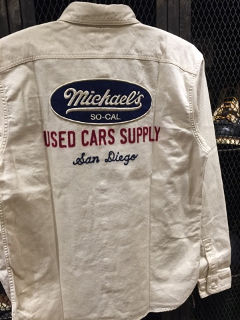 Michael's
SO-CAL
USED CARS SUPPLY
San Diego